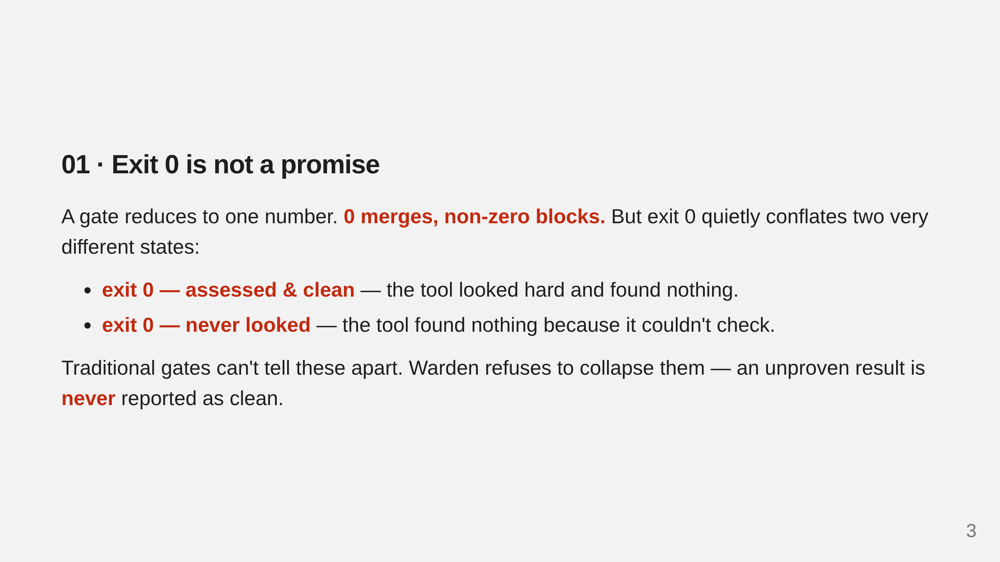 01 · Exit 0 is not a promise
A gate reduces to one number. 0 merges, non-zero blocks. But exit 0 quietly conflates two very
different states:
• exit 0 — assessed & clean — the tool looked hard and found nothing.
• exit 0 — never looked — the tool found nothing because it couldn't check.
Traditional gates can't tell these apart. Warden refuses to collapse them — an unproven result is
never reported as clean.
3